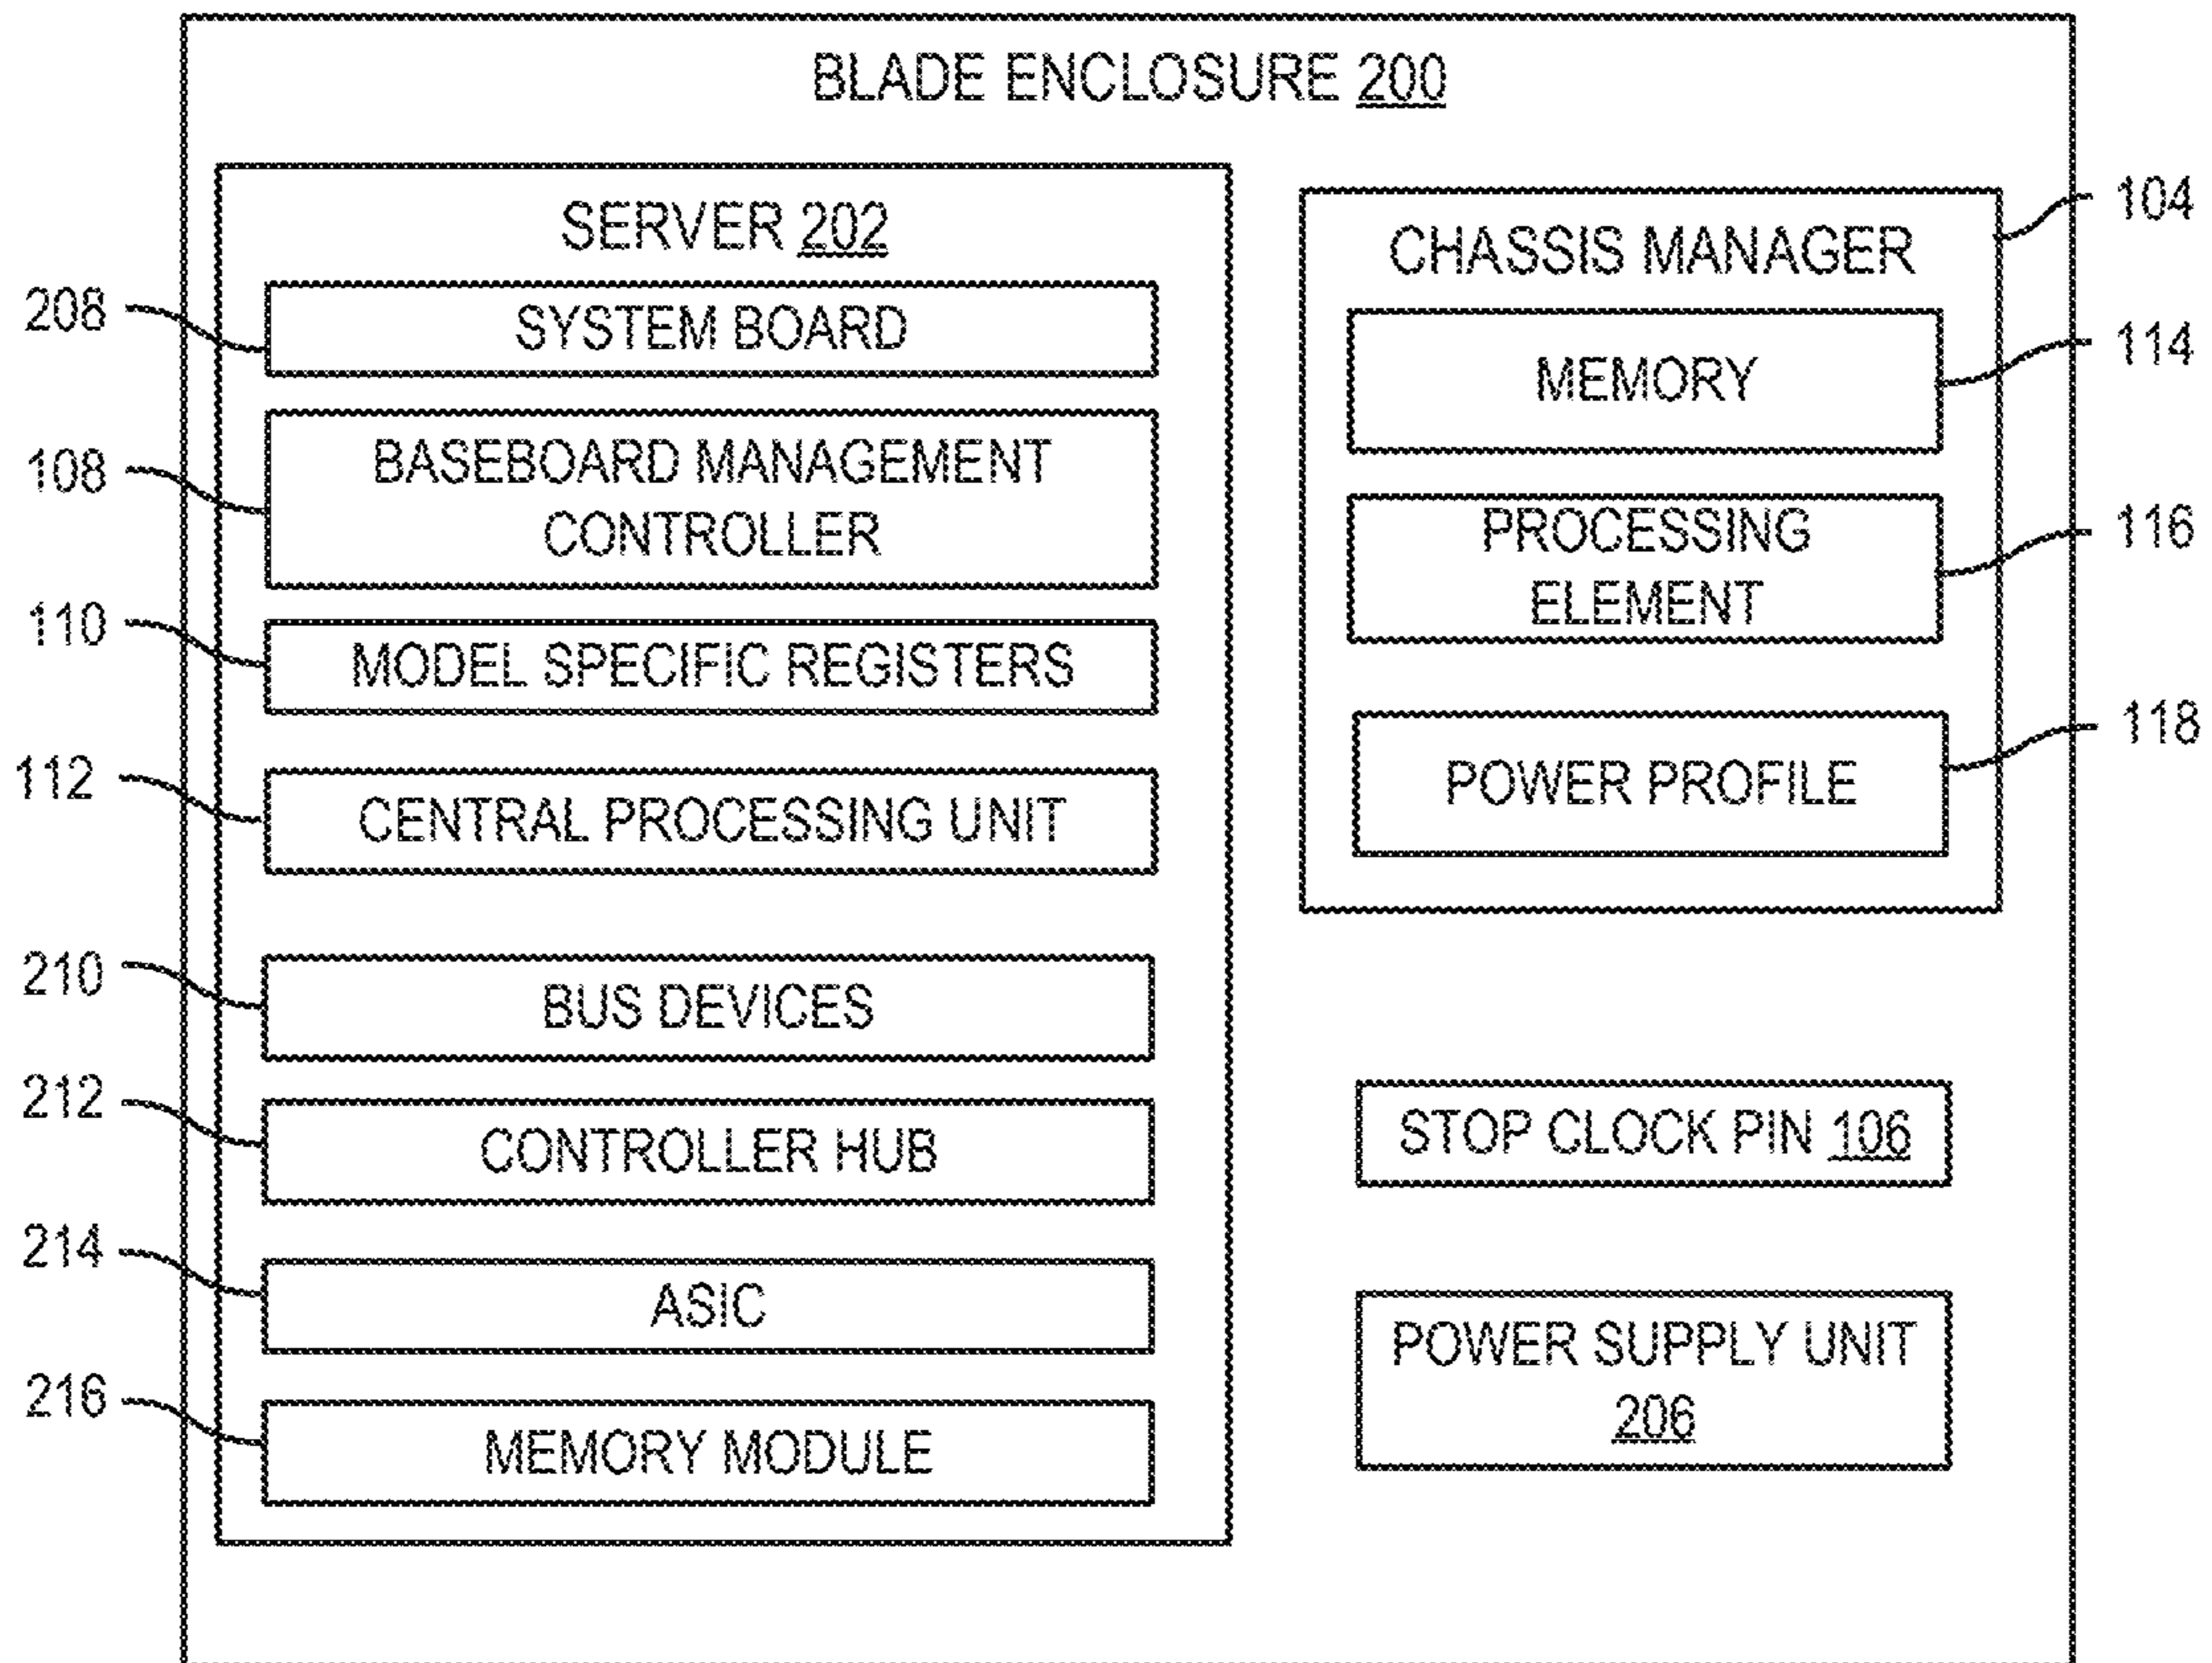 BLADE ENCLOSURE 200
SERVER 202
208
SYSTEM BOARD
108
BASEBOARD MANAGEMENT
CONTROLLER
110
MODEL SPECIFIC REGISTERS
112
CENTRAL PROCESSING UNIT
210
BUS DEVICES
212
CONTROLLER HUB
214
ASIC
216
MEMORY MODULE
104
CHASSIS MANAGER
114
MEMORY
116
PROCESSING
ELEMENT
118
POWER PROFILE
STOP CLOCK PIN 106
POWER SUPPLY UNIT
206